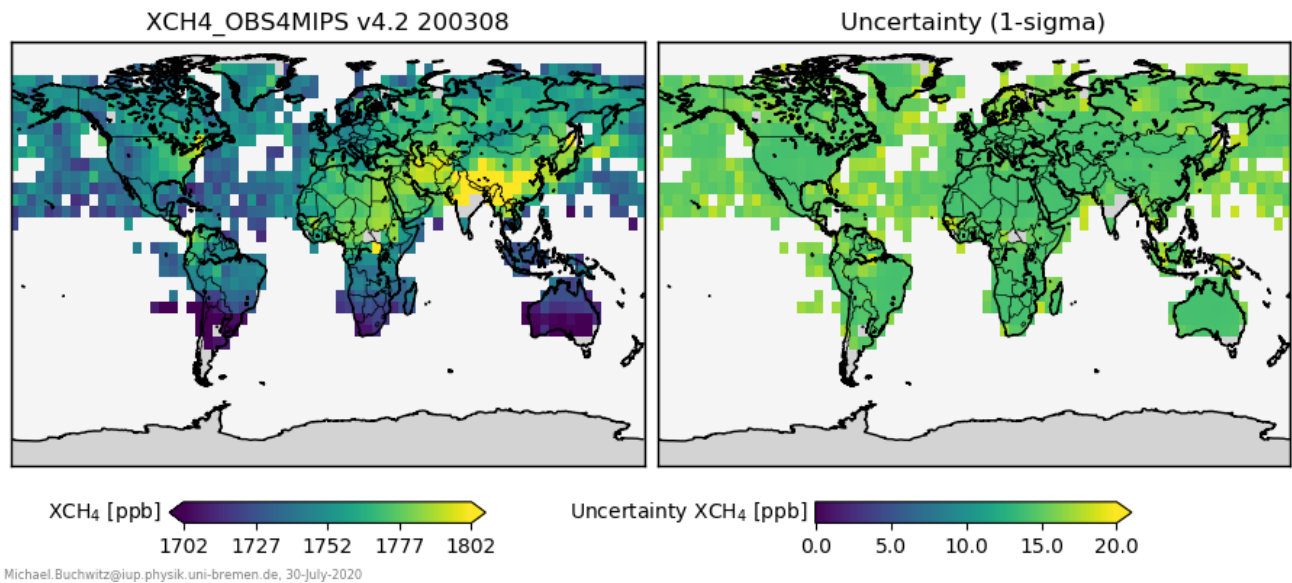 XCH4_OBS4MIPS v4.2 200308
Uncertainty (1-sigma)
XCH₄ [ppb]
1702 1727 1752 1777 1802
Uncertainty XCH₄ [ppb]
0.0 5.0 10.0 15.0 20.0
Michael.Buchwitz@iup.physik.uni-bremen.de, 30-July-2020